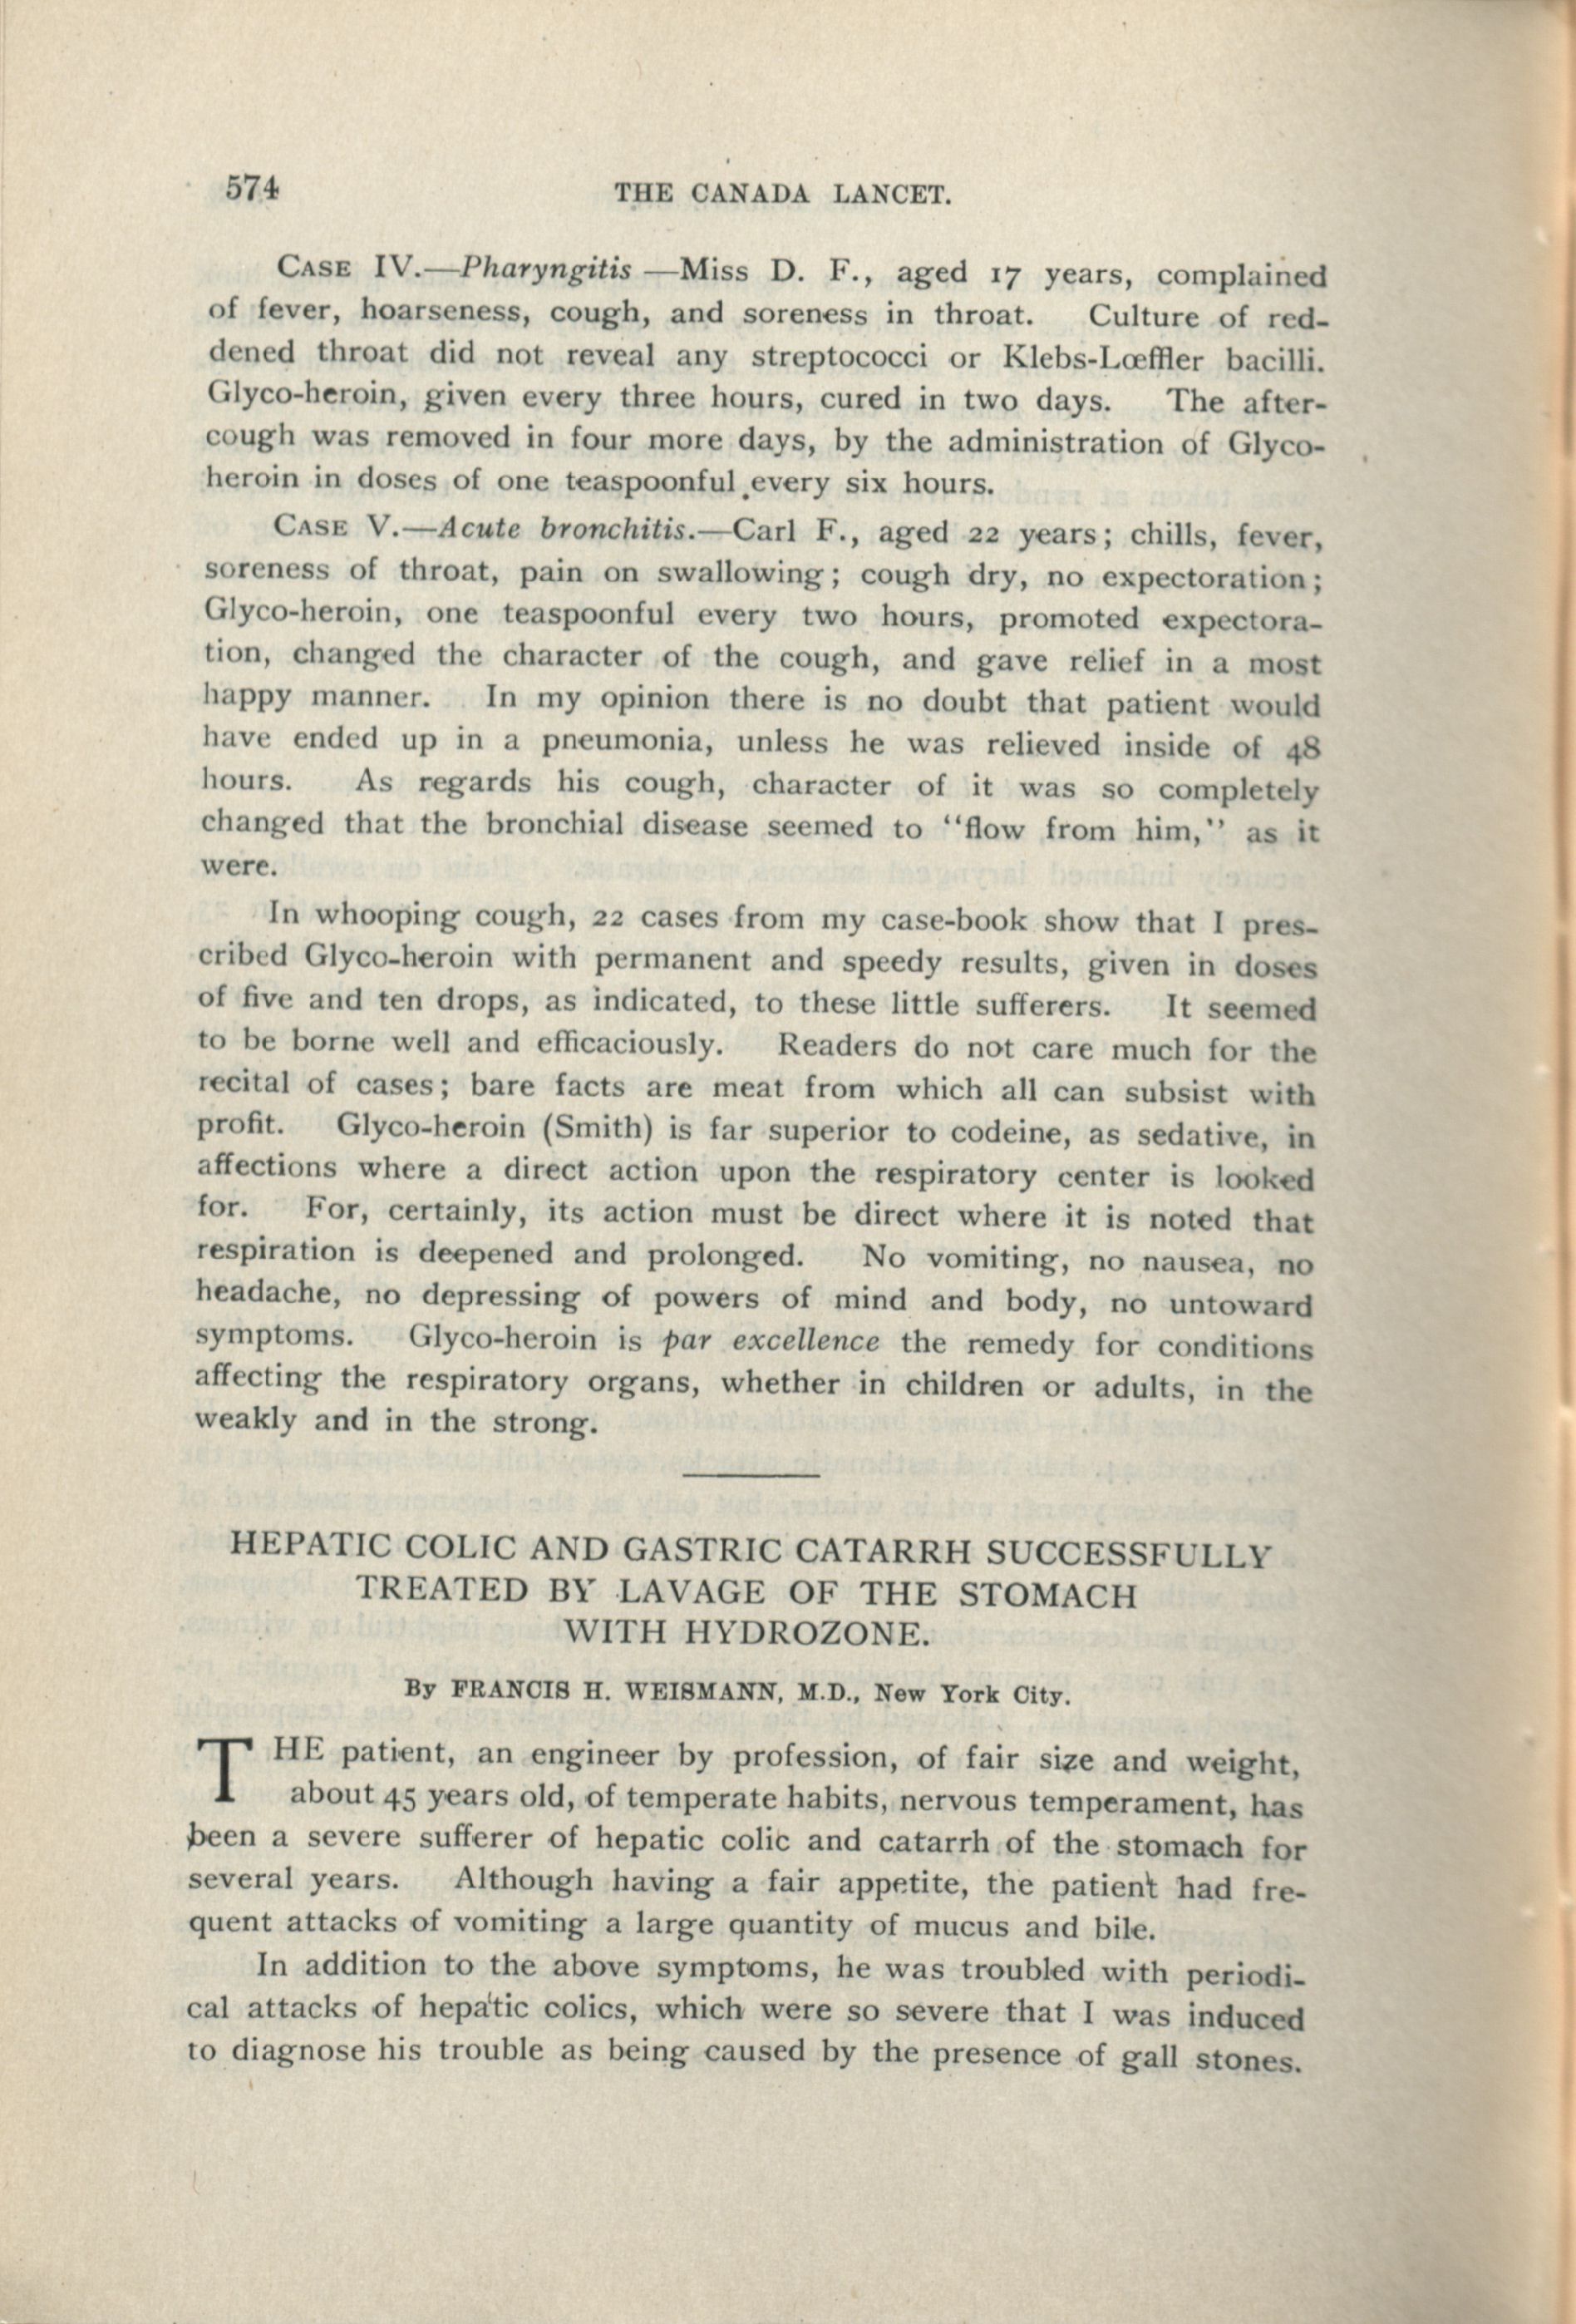 574
THE CANADA LANCET.
CASE IV.—Pharyngitis —Miss D. F., aged 17 years, complained
of fever, hoarseness, cough, and soreness in throat. Culture of red-
dened throat did not reveal any streptococci or Klebs-Lœffler bacilli.
Glyco-heroin, given every three hours, cured in two days. The after-
cough was removed in four more days, by the administration of Glyco-
heroin in doses of one teaspoonful every six hours.
CASE V.—Acute bronchitis.—Carl F., aged 22 years; chills, fever,
soreness of throat, pain on swallowing; cough dry, no expectoration;
Glyco-heroin, one teaspoonful every two hours, promoted expectora-
tion, changed the character of the cough, and gave relief in a most
happy manner. In my opinion there is no doubt that patient would
have ended up in a pneumonia, unless he was relieved inside of 48
hours. As regards his cough, character of it was so completely
changed that the bronchial disease seemed to "flow from him," as it
were.
In whooping cough, 22 cases from my case-book show that I pres-
cribed Glyco-heroin with permanent and speedy results, given in doses
of five and ten drops, as indicated, to these little sufferers. It seemed
to be borne well and efficaciously. Readers do not care much for the
recital of cases; bare facts are meat from which all can subsist with
profit. Glyco-heroin (Smith) is far superior to codeine, as sedative, in
affections where a direct action upon the respiratory center is looked
for. For, certainly, its action must be direct where it is noted that
respiration is deepened and prolonged. No vomiting, no nausea, no
headache, no depressing of powers of mind and body, no untoward
symptoms. Glyco-heroin is par excellence the remedy for conditions
affecting the respiratory organs, whether in children or adults, in the
weakly and in the strong.
HEPATIC COLIC AND GASTRIC CATARRH SUCCESSFULLY
TREATED BY LAVAGE OF THE STOMACH
WITH HYDROZONE.
By FRANCIS H. WEISMANN, M.D., New York City.
THE patient, an engineer by profession, of fair size and weight,
about 45 years old, of temperate habits, nervous temperament, has
been a severe sufferer of hepatic colic and catarrh of the stomach for
several years. Although having a fair appetite, the patient had fre-
quent attacks of vomiting a large quantity of mucus and bile.
In addition to the above symptoms, he was troubled with periodi-
cal attacks of hepatic colics, which were so severe that I was induced
to diagnose his trouble as being caused by the presence of gall stones.